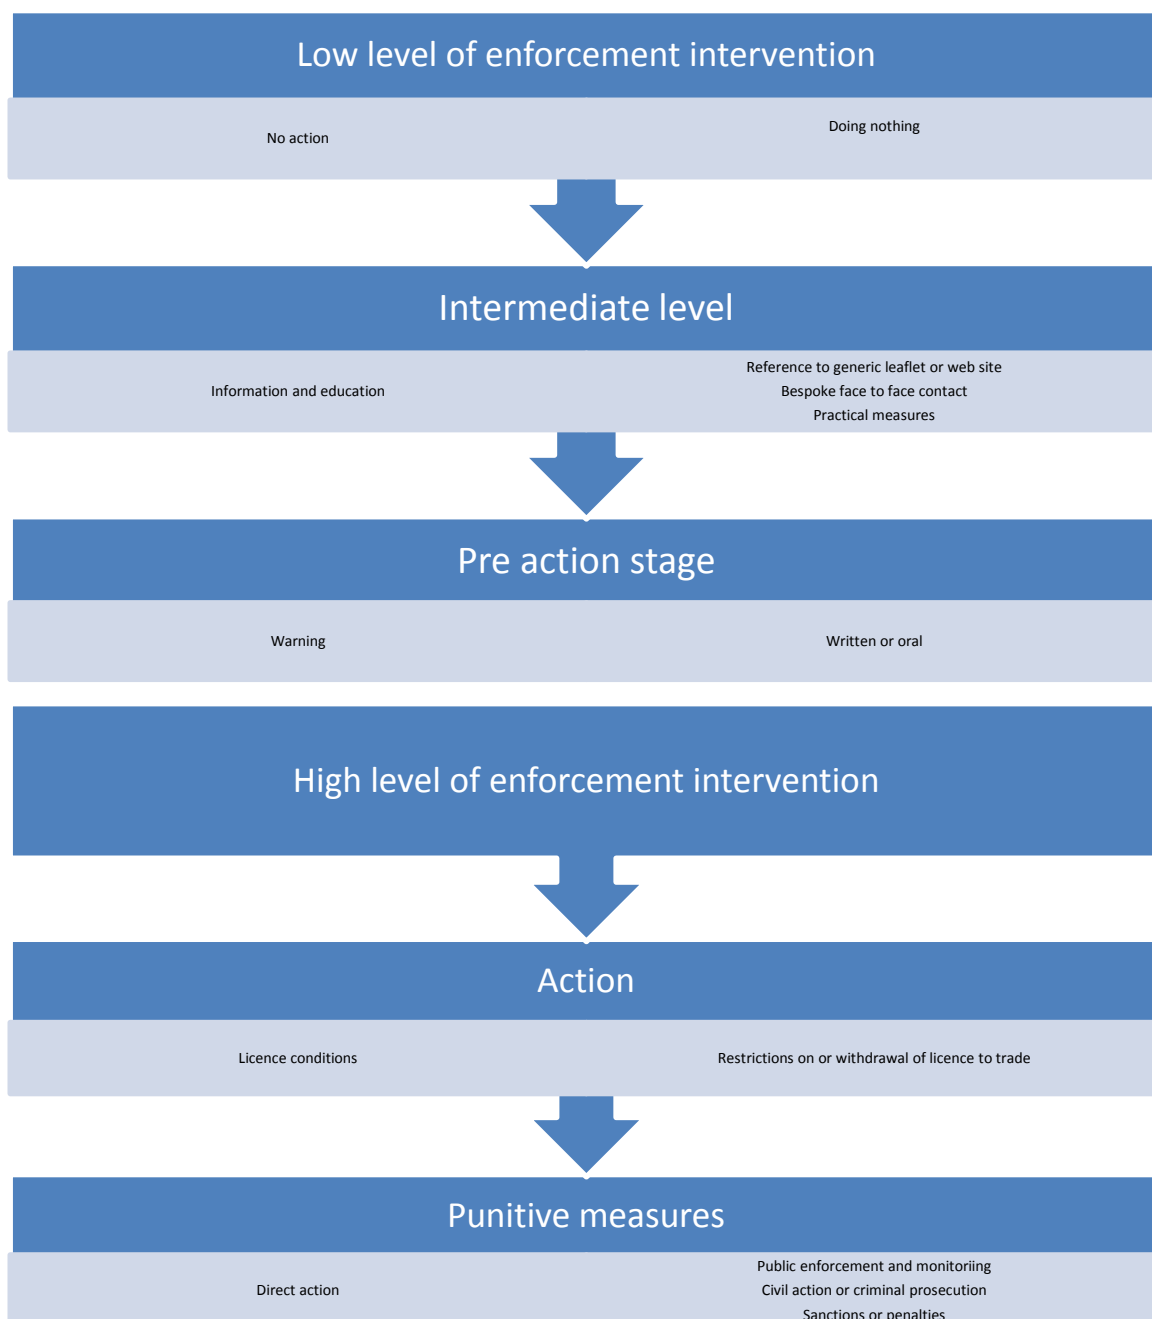 Low level of enforcement intervention
No action
Doing nothing
Intermediate level
Information and education
Reference to generic leaflet or web site
Bespoke face to face contact
Practical measures
Pre action stage
Warning
Written or oral
High level of enforcement intervention
Action
Licence conditions
Restrictions on or withdrawal of licence to trade
Punitive measures
Direct action
Public enforcement and monitoriing
Civil action or criminal prosecution
Sanctions or penalties